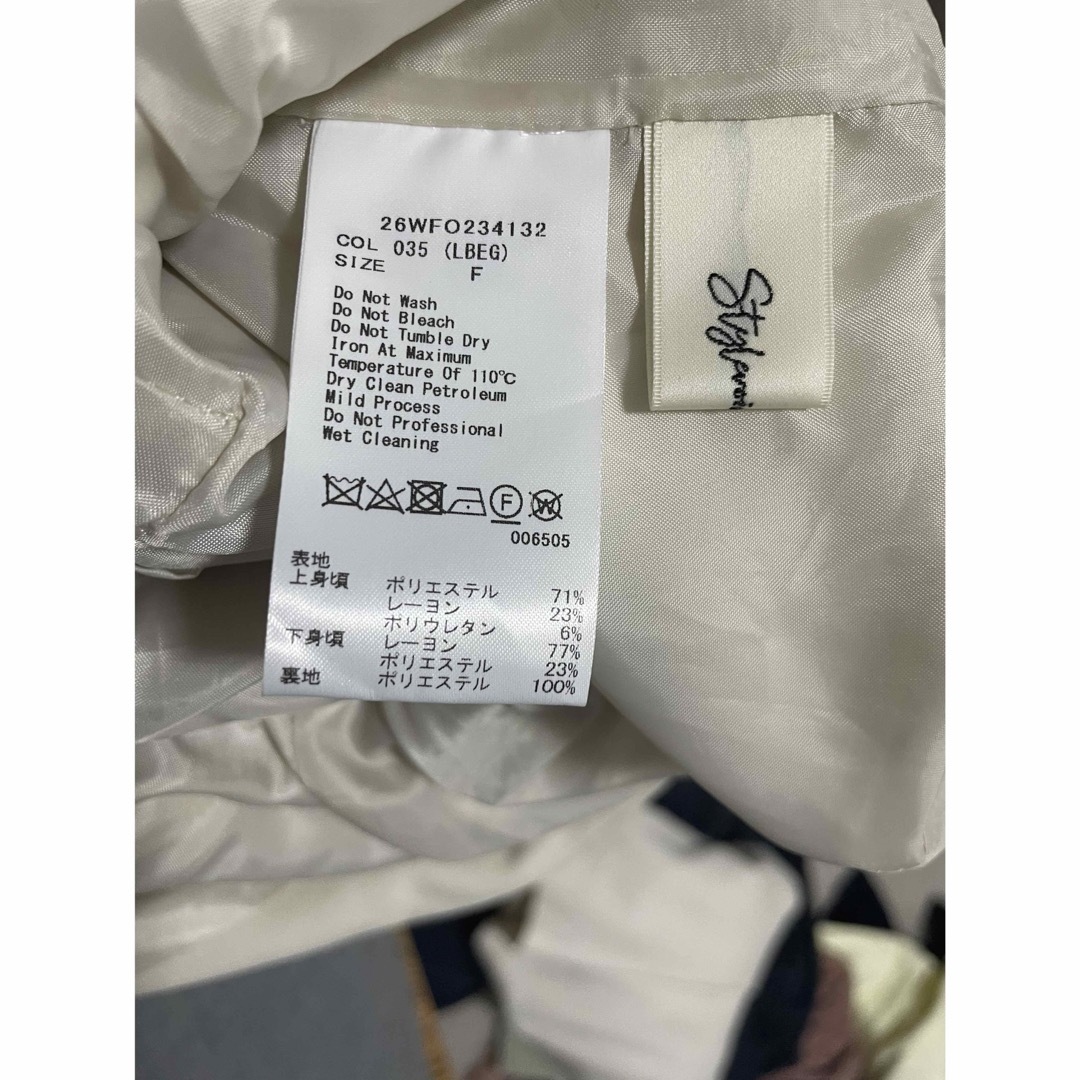 26WFO234132
COL 035 (LBEG)
SIZE F
Do Not Wash
Do Not Bleach
Do Not Tumble Dry
Iron At Maximum
Temperature Of 110℃
Dry Clean Petroleum
Mild Process
Do Not Professional
Wet Cleaning
F W
006505
表地
上身頃 ポリエステル 71%
レーヨン 23%
ポリウレタン 6%
下身頃 レーヨン 77%
ポリエステル 23%
裏地 ポリエステル 100%